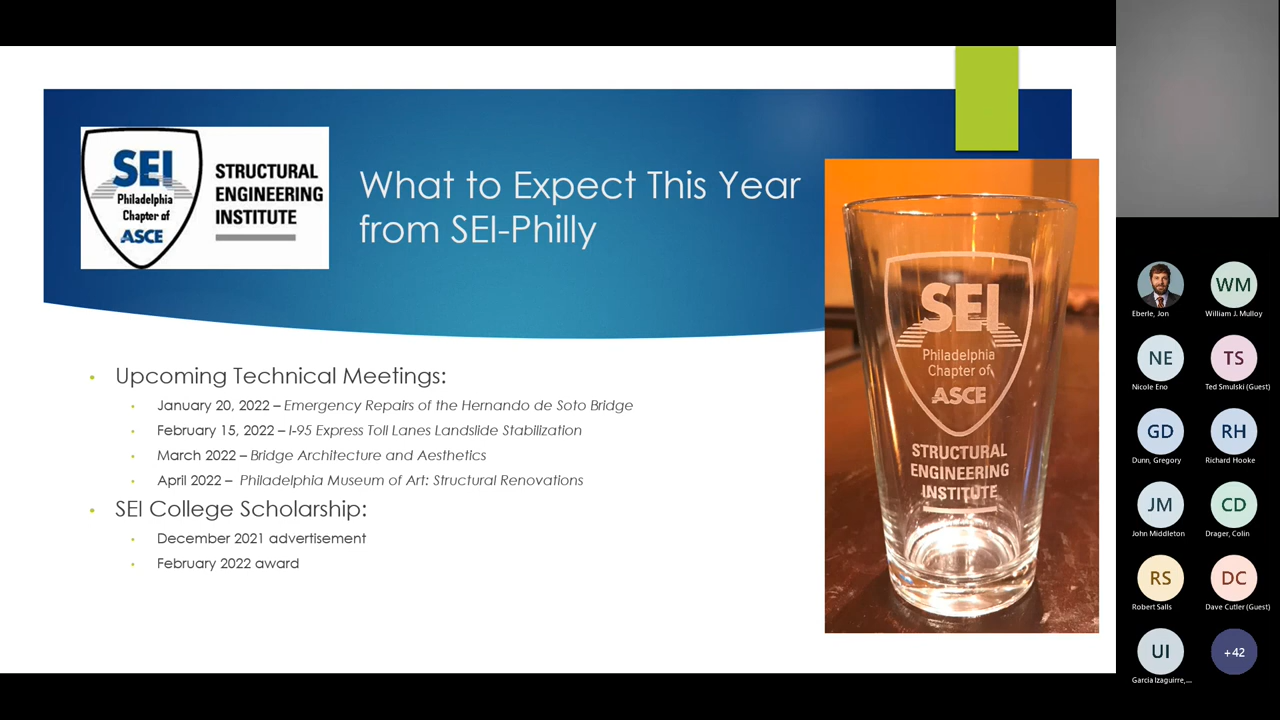 SEI
Philadelphia
Chapter of
ASCE
STRUCTURAL
ENGINEERING
INSTITUTE
What to Expect This Year
from SEI-Philly
Upcoming Technical Meetings:
January 20, 2022 – Emergency Repairs of the Hernando de Soto Bridge
February 15, 2022 – I-95 Express Toll Lanes Landslide Stabilization
March 2022 – Bridge Architecture and Aesthetics
April 2022 – Philadelphia Museum of Art: Structural Renovations
SEI College Scholarship:
December 2021 advertisement
February 2022 award
SEI
Philadelphia
Chapter of
ASCE
STRUCTURAL
ENGINEERING
INSTITUTE
Eberle, Jon
WM
William J. Mulloy
NE
Nicole Eno
TS
Ted Smulski (Guest)
GD
Dunn, Gregory
RH
Richard Hooke
JM
John Middleton
CD
Drager, Colin
RS
Robert Salls
DC
Dave Cutler (Guest)
UI
Garcia Izaguirre,...
+42